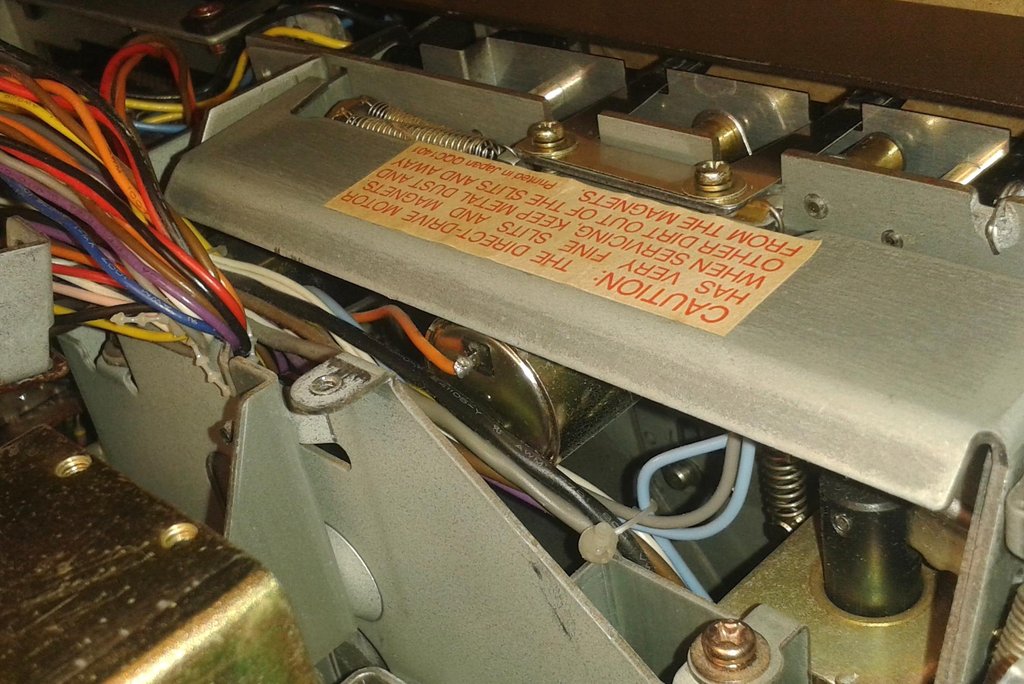 CAUTION:
THE DIRECT-DRIVE MOTOR
HAS VERY FINE SLITS AND MAGNETS
WHEN SERVICING KEEP METAL DUST AND
OTHER DIRT OUT OF THE SLITS AND AWAY
FROM THE MAGNETS
Printed in Japan OQC1401